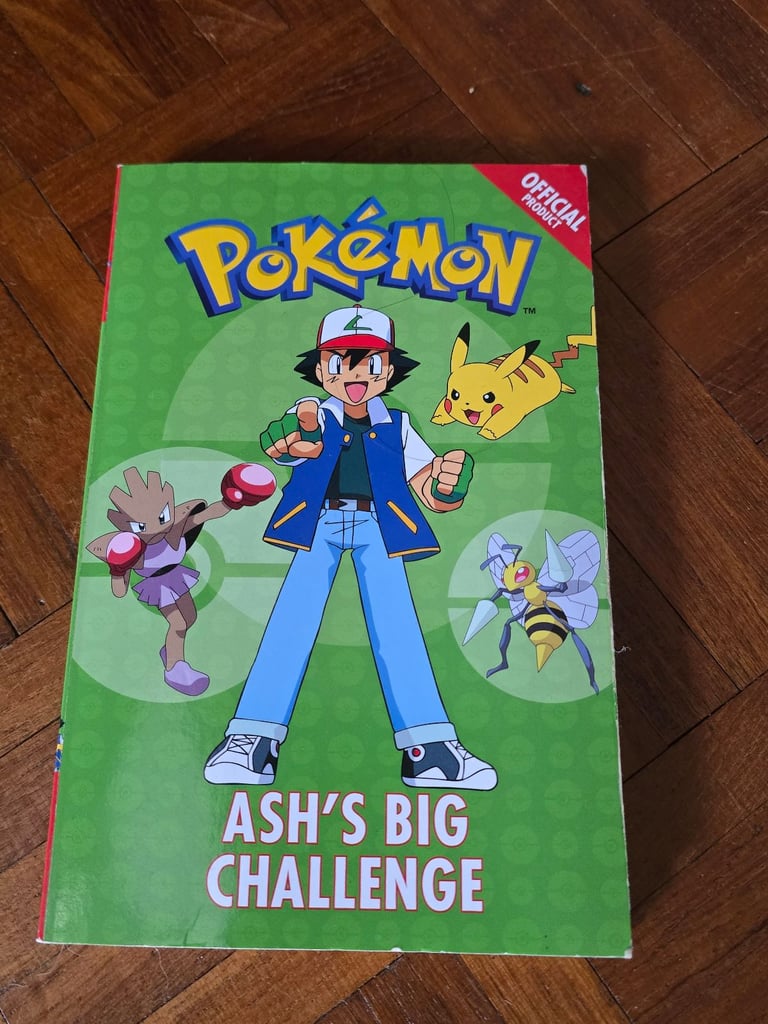 OFFICIAL
PRODUCT
POKéMON
TM
ASH'S BIG
CHALLENGE